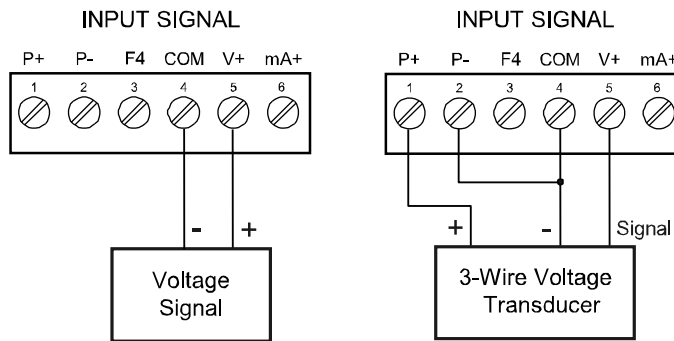 INPUT SIGNAL
P+ P- F4 COM V+ mA+
1 2 3 4 5 6
- +
Voltage
Signal
INPUT SIGNAL
P+ P- F4 COM V+ mA+
1 2 3 4 5 6
+ - Signal
3-Wire Voltage
Transducer